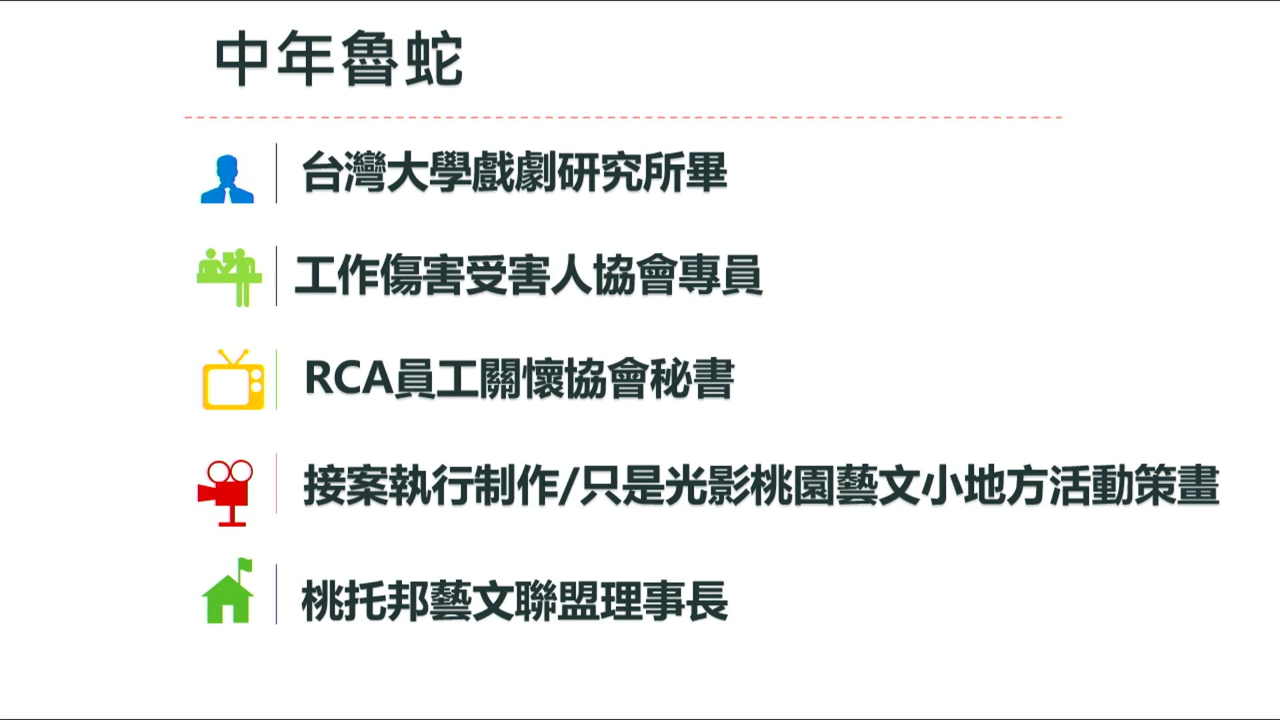 中年魯蛇
台灣大學戲劇研究所畢
工作傷害受害人協會專員
RCA員工關懷協會秘書
接案執行制作/只是光影桃園藝文小地方活動策畫
桃托邦藝文聯盟理事長